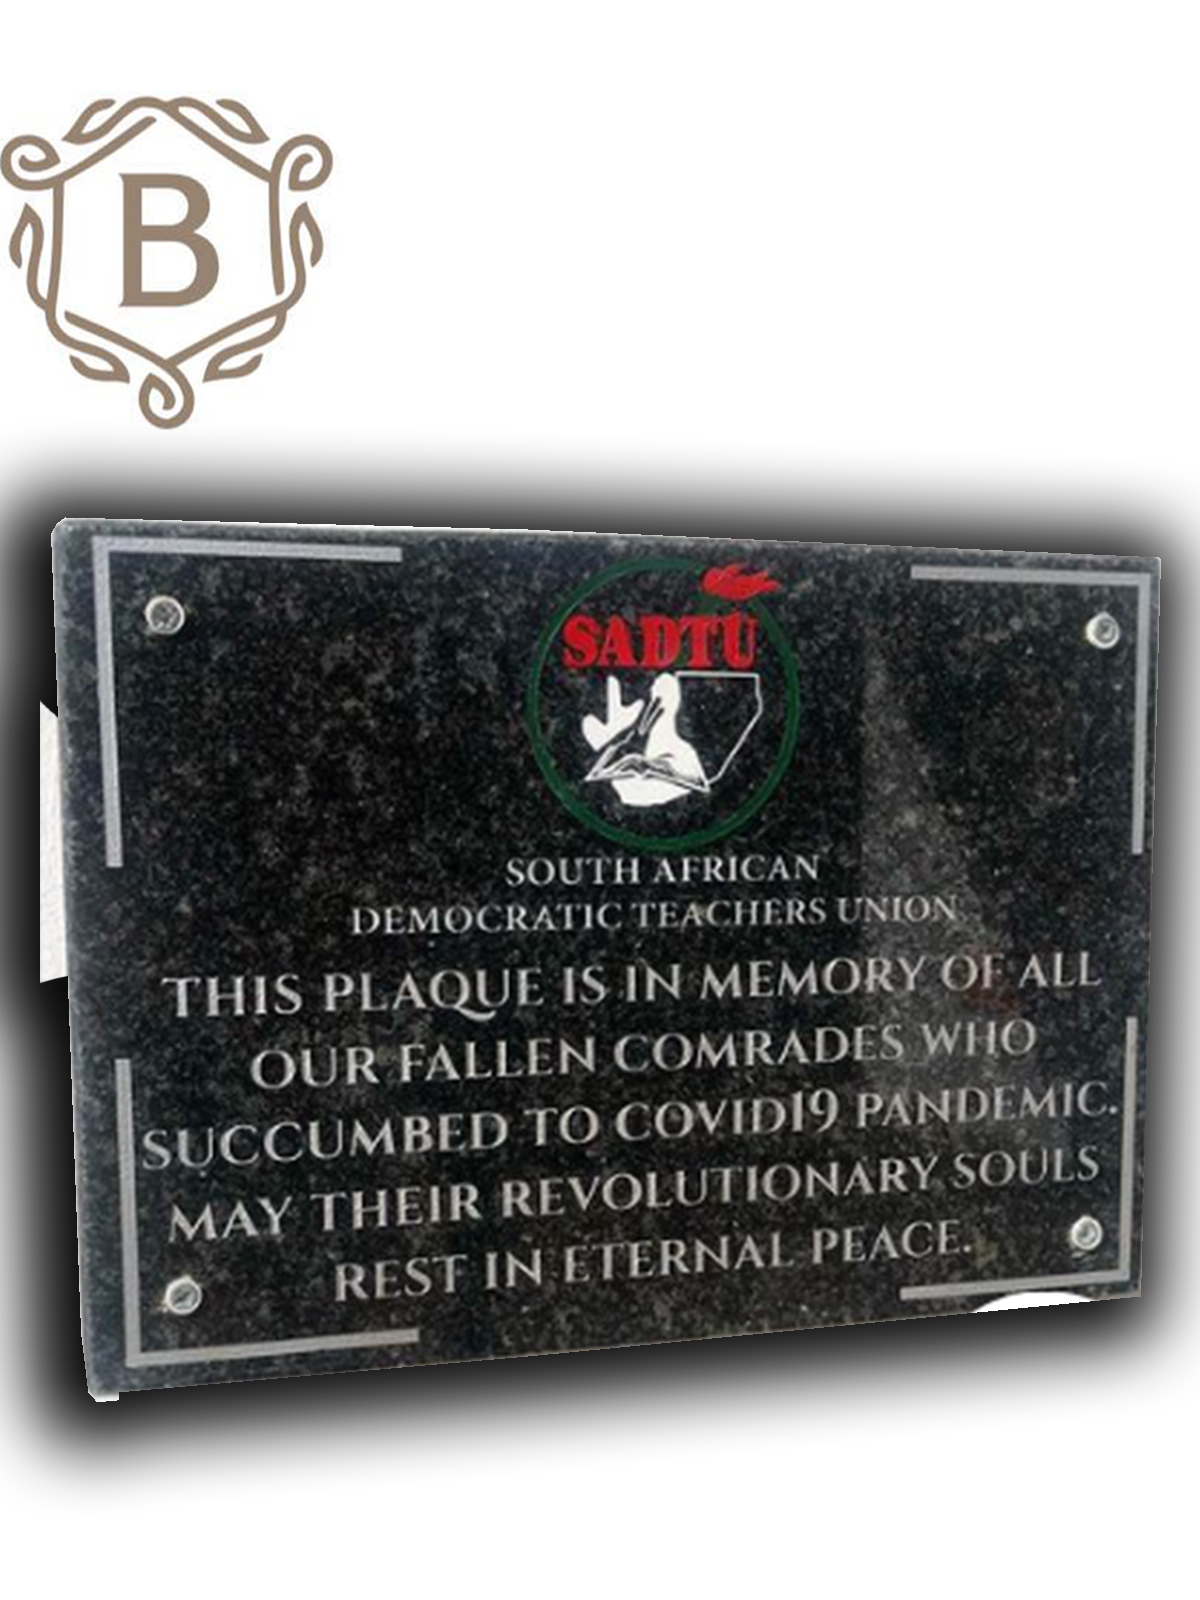 B
SADTU
SOUTH AFRICAN
DEMOCRATIC TEACHERS UNION
THIS PLAQUE IS IN MEMORY OF ALL
OUR FALLEN COMRADES WHO
SUCCUMBED TO COVID19 PANDEMIC.
MAY THEIR REVOLUTIONARY SOULS
REST IN ETERNAL PEACE.